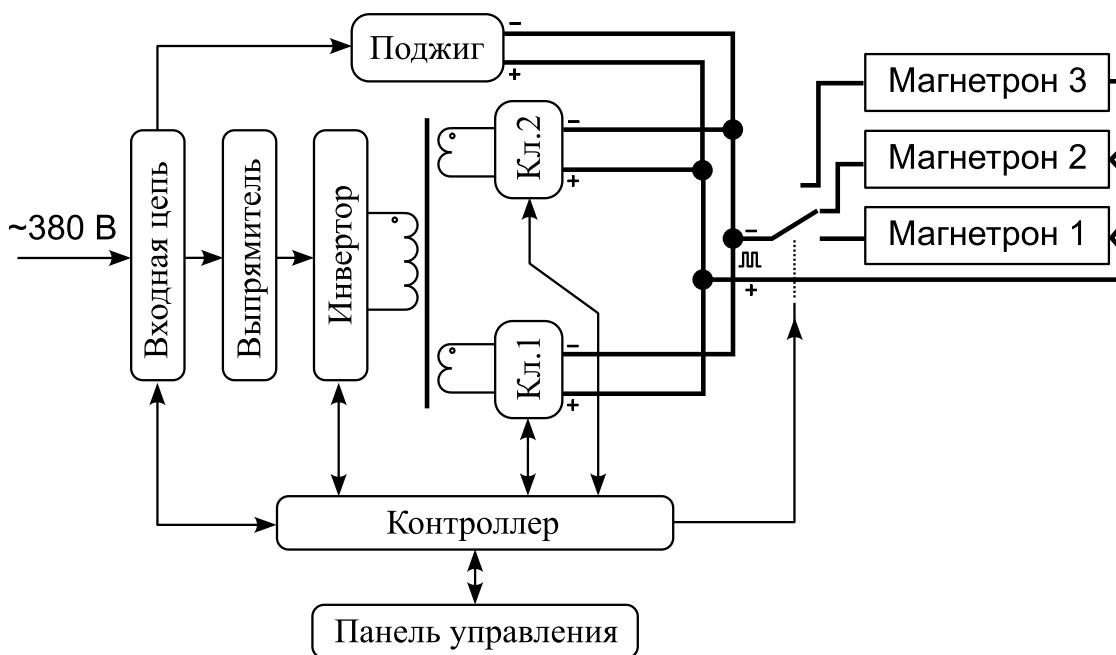 Поджиг
-
+
Магнетрон 3
Кл.2
-
+
Магнетрон 2
~380 В
Входная цепь
Выпрямитель
Инвертор
-
+
Магнетрон 1
Кл.1
-
+
Контроллер
Панель управления